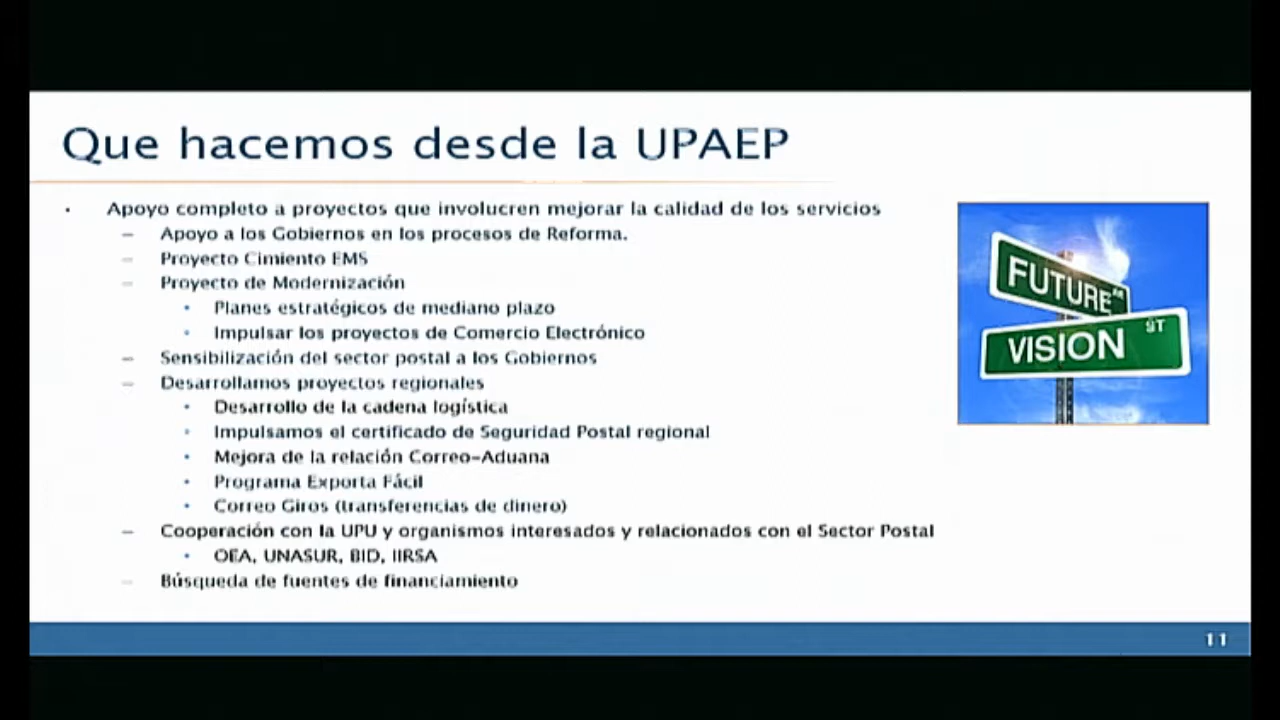 Que hacemos desde la UPAEP
• Apoyo completo a proyectos que involucren mejorar la calidad de los servicios
– Apoyo a los Gobiernos en los procesos de Reforma.
– Proyecto Cimiento EMS
– Proyecto de Modernización
• Planes estratégicos de mediano plazo
• Impulsar los proyectos de Comercio Electrónico
– Sensibilización del sector postal a los Gobiernos
– Desarrollamos proyectos regionales
• Desarrollo de la cadena logística
• Impulsamos el certificado de Seguridad Postal regional
• Mejora de la relación Correo-Aduana
• Programa Exporta Fácil
• Correo Giros (transferencias de dinero)
– Cooperación con la UPU y organismos interesados y relacionados con el Sector Postal
• OEA, UNASUR, BID, IIRSA
– Búsqueda de fuentes de financiamiento
FUTURE
VISION ST
11